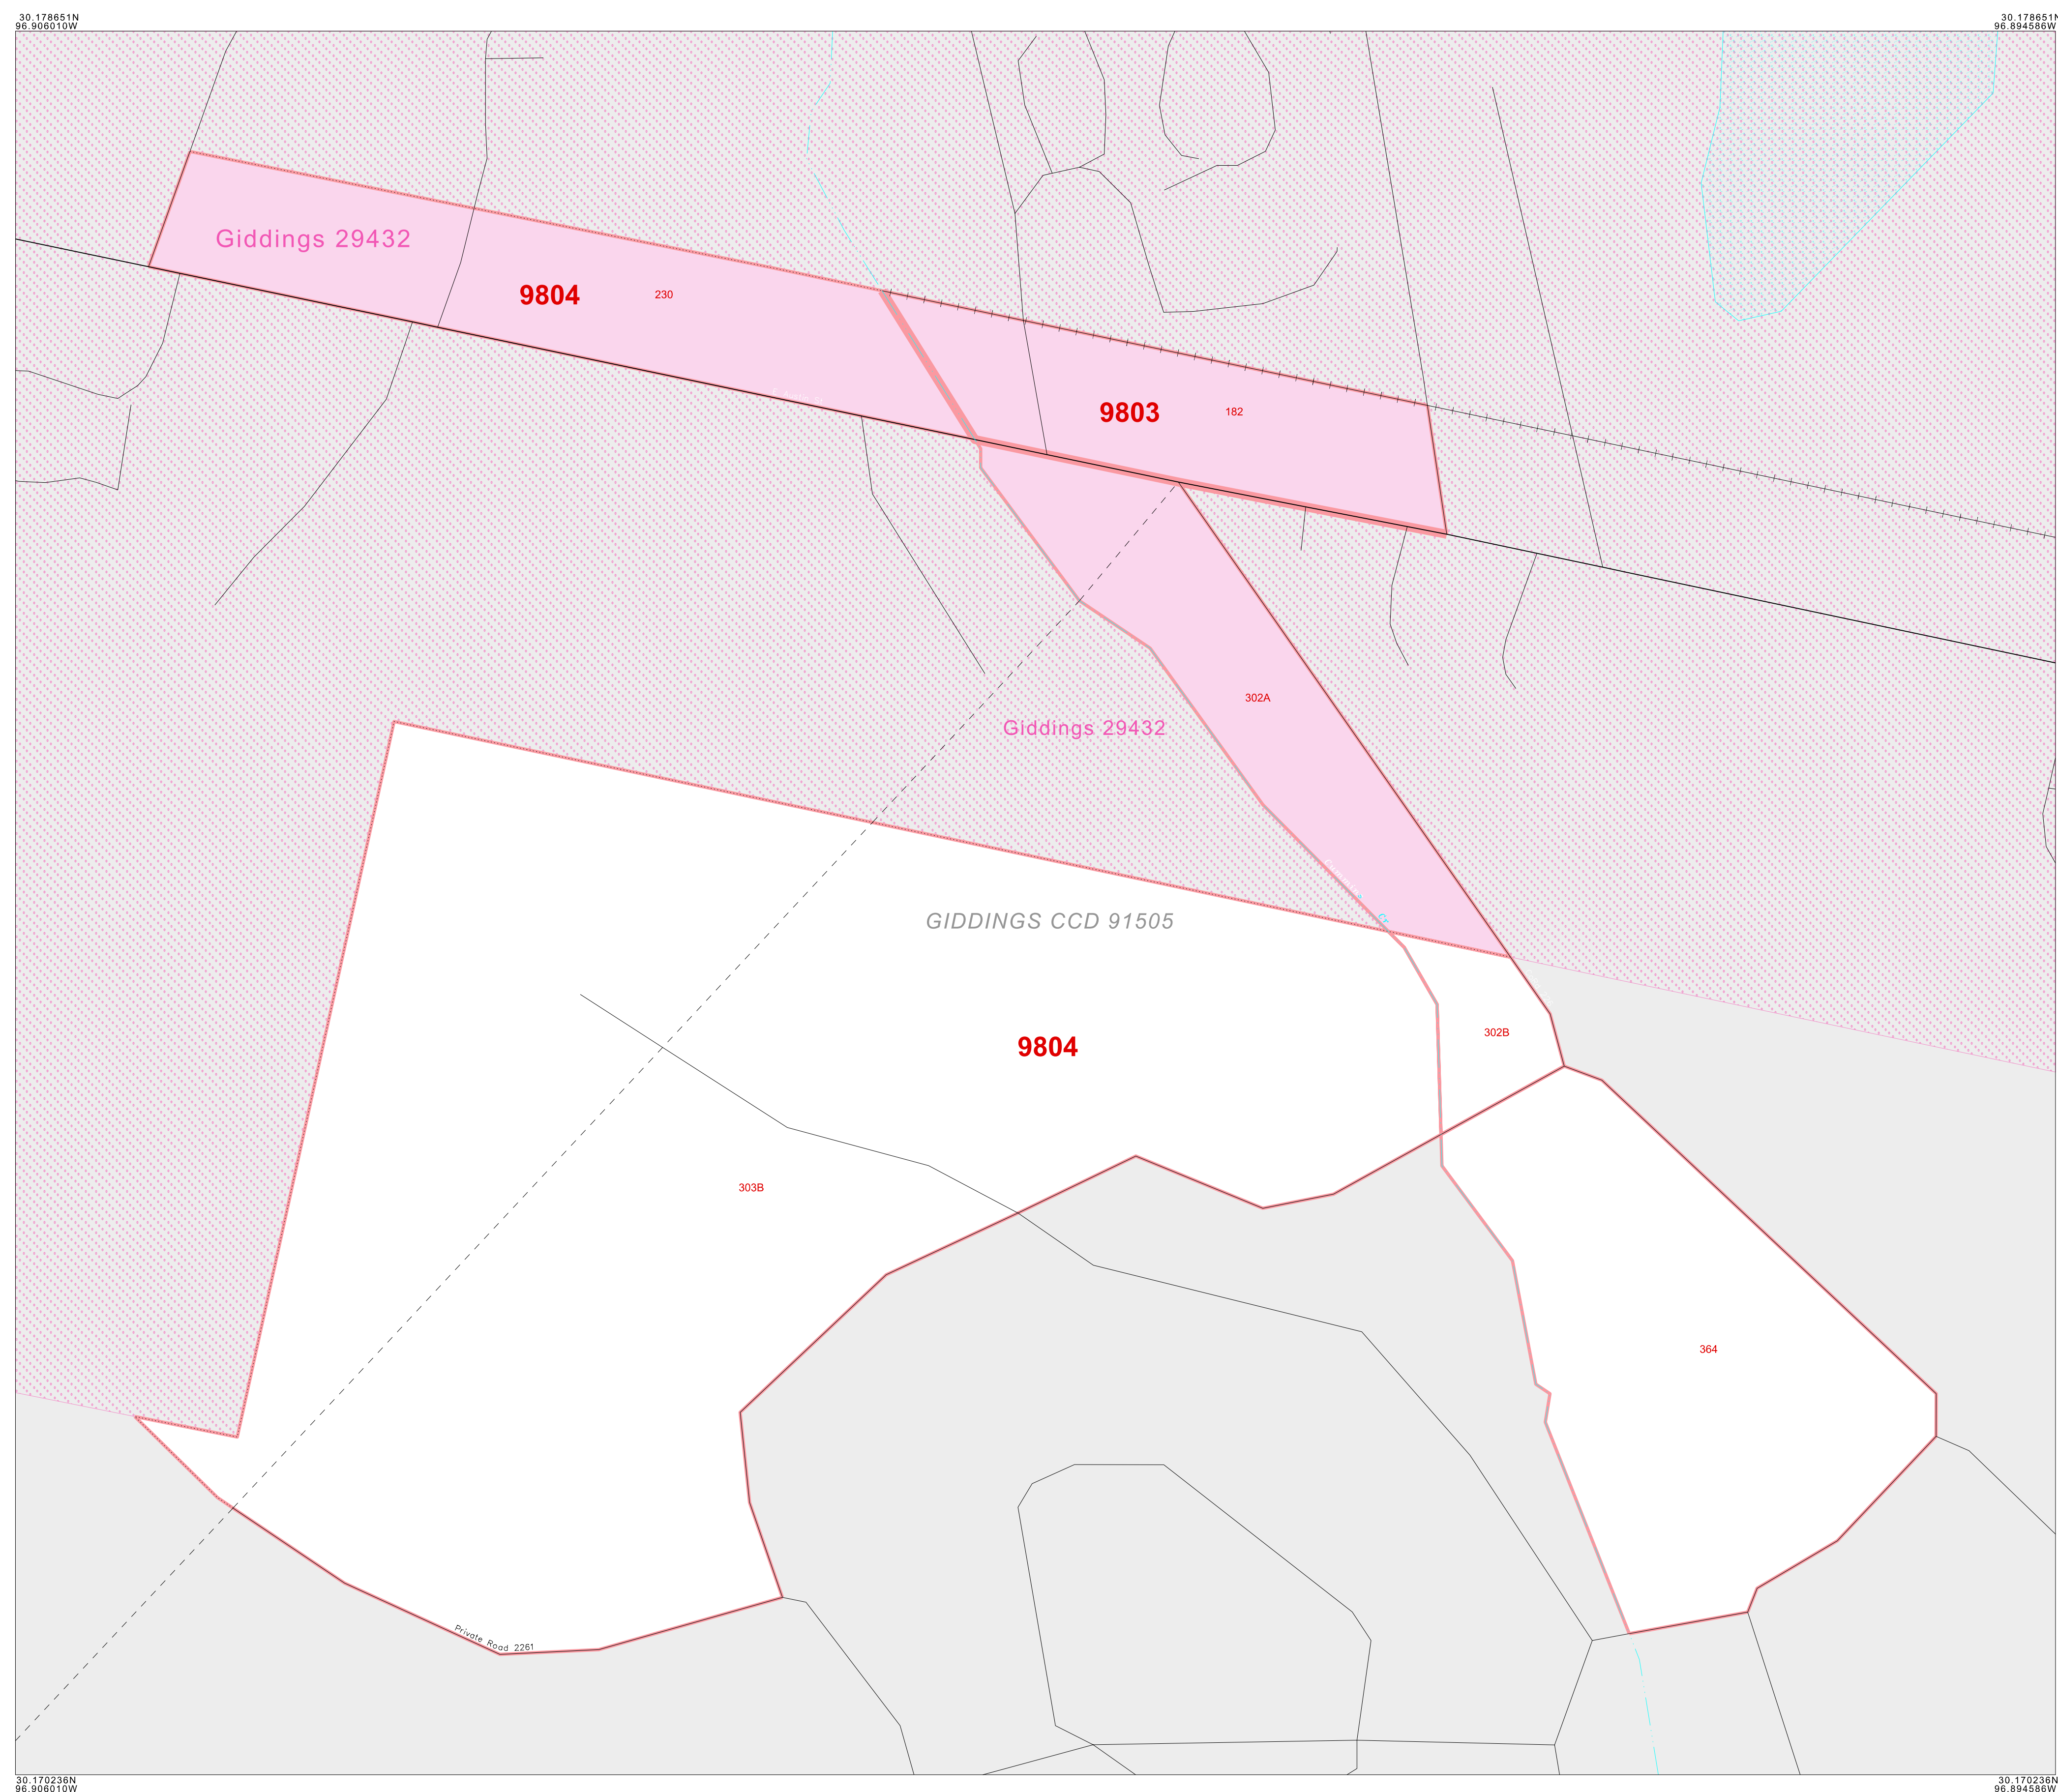 30.178651N
96.906010W
30.178651N
96.894586W
Giddings 29432
9804
230
9803
182
302A
Giddings 29432
Cr
GIDDINGS CCD 91505
302B
9804
303B
364
Private Road 2261
30.170236N
96.906010W
30.170236N
96.894586W